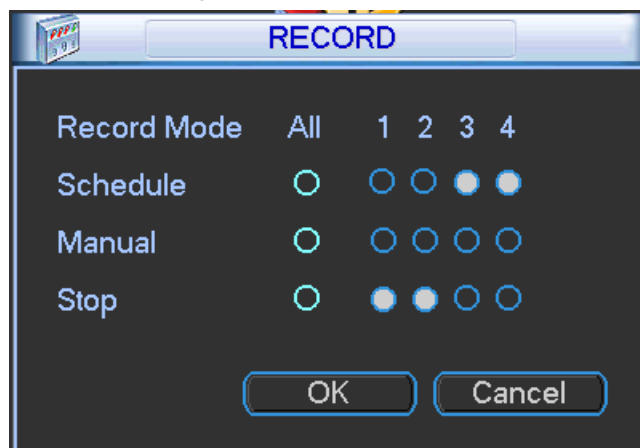 RECORD
Record Mode All 1 2 3 4
Schedule
Manual
Stop
OK Cancel